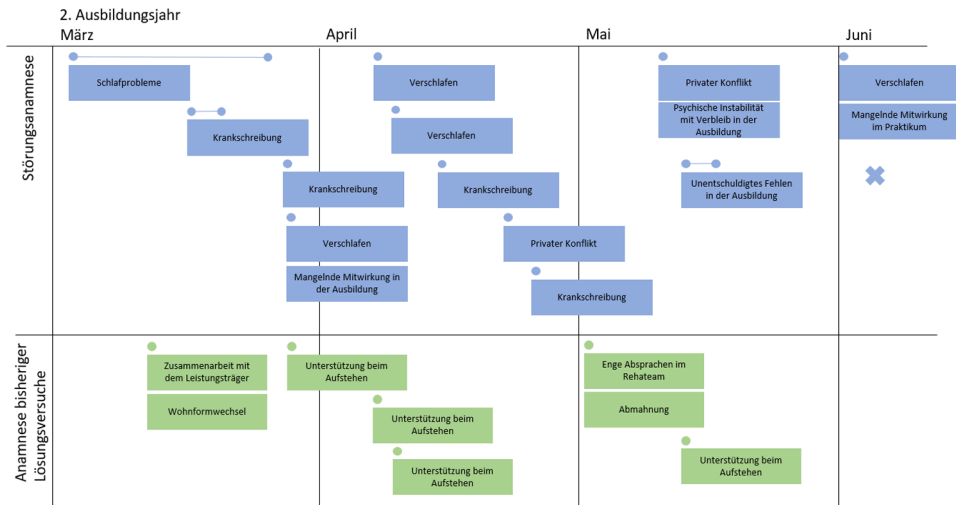 2. Ausbildungsjahr
März
April
Mai
Juni
Störungsanamnese
Schlafprobleme
Verschlafen
Privater Konflikt
Psychische Instabilität
mit Verbleib in der
Ausbildung
Verschlafen
Mangelnde Mitwirkung
im Praktikum
Krankschreibung
Verschlafen
Krankschreibung
Krankschreibung
Unentschuldigtes Fehlen
in der Ausbildung
Verschlafen
Mangelnde Mitwirkung in
der Ausbildung
Privater Konflikt
Krankschreibung
Anamnese bisheriger
Lösungsversuche
Zusammenarbeit mit
dem Leistungsträger
Wohnformwechsel
Unterstützung beim
Aufstehen
Unterstützung beim
Aufstehen
Unterstützung beim
Aufstehen
Enge Absprachen im
Rehateam
Abmahnung
Unterstützung beim
Aufstehen